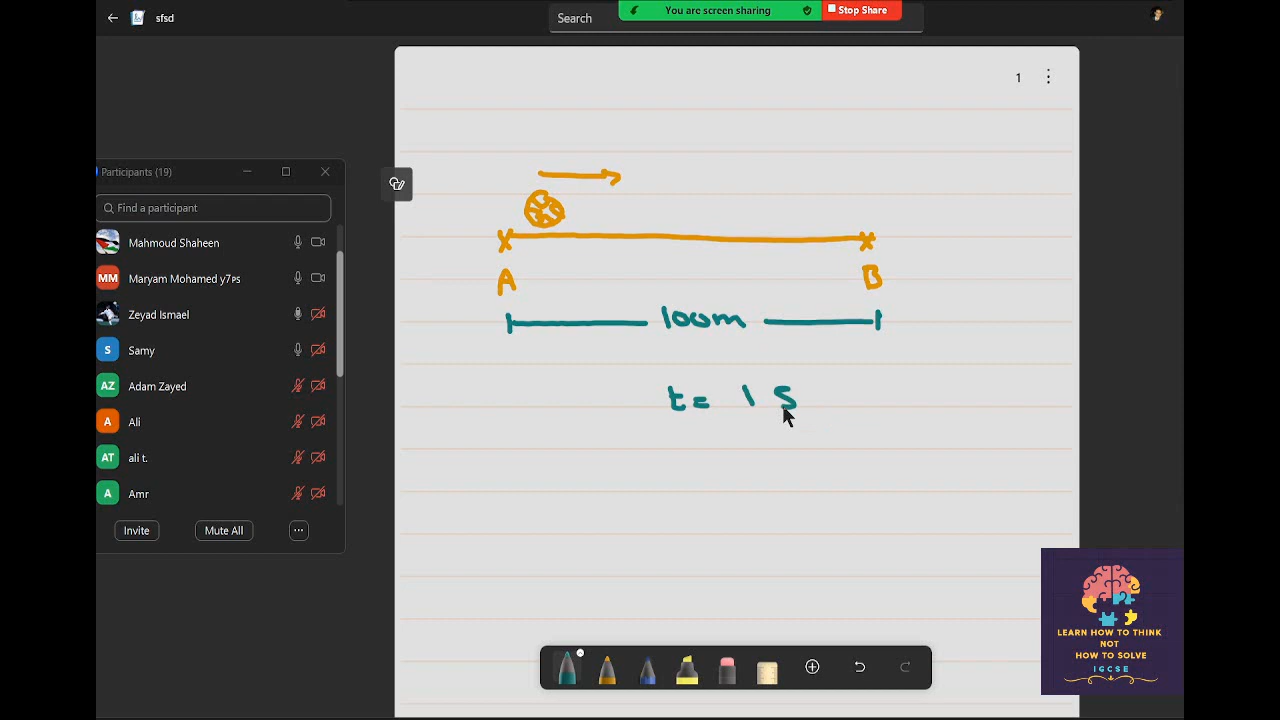 sfsd
Search
You are screen sharing
Stop Share
1
Participants (19)
Find a participant
Mahmoud Shaheen
MM Maryam Mohamed y7Ps
Zeyad Ismael
S Samy
AZ Adam Zayed
A Ali
AT ali t.
A Amr
Invite Mute All ...
A B
100m
t = 1 s
LEARN HOW TO THINK
NOT
HOW TO SOLVE
IGCSE